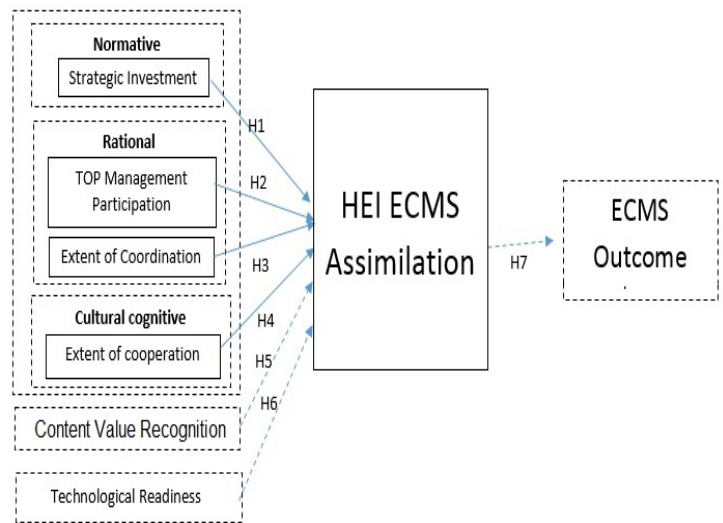 Normative
Strategic Investment
Rational
TOP Management
Participation
Extent of Coordination
Cultural cognitive
Extent of cooperation
Content Value Recognition
Technological Readiness
H1
H2
H3
H4
H5
H6
HEI ECMS
Assimilation
H7
ECMS
Outcome
.